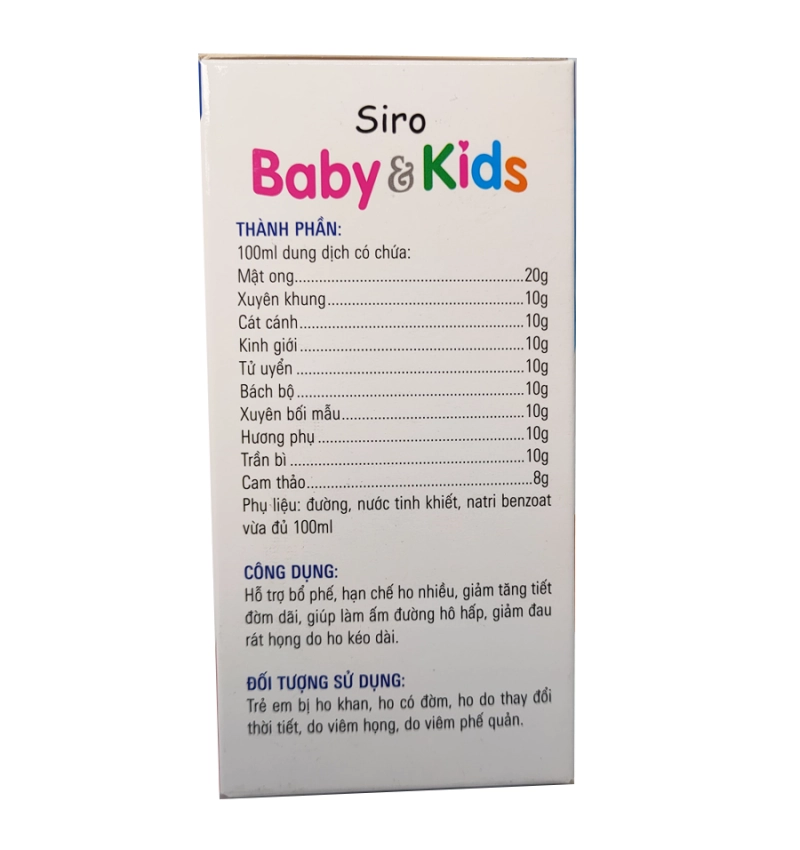 Siro
Baby & Kids
THÀNH PHẦN:
100ml dung dịch có chứa:
Mật ong..........................................20g
Xuyên khung..........................................10g
Cát cánh..........................................10g
Kinh giới..........................................10g
Tử uyển..........................................10g
Bách bộ..........................................10g
Xuyên bối mẫu..........................................10g
Hương phụ..........................................10g
Trần bì..........................................10g
Cam thảo..........................................8g
Phụ liệu: đường, nước tinh khiết, natri benzoat
vừa đủ 100ml
CÔNG DỤNG:
Hỗ trợ bổ phế, hạn chế ho nhiều, giảm tăng tiết
đờm dãi, giúp làm ấm đường hô hấp, giảm đau
rát họng do ho kéo dài.
ĐỐI TƯỢNG SỬ DỤNG:
Trẻ em bị ho khan, ho có đờm, ho do thay đổi
thời tiết, do viêm họng, do viêm phế quản.